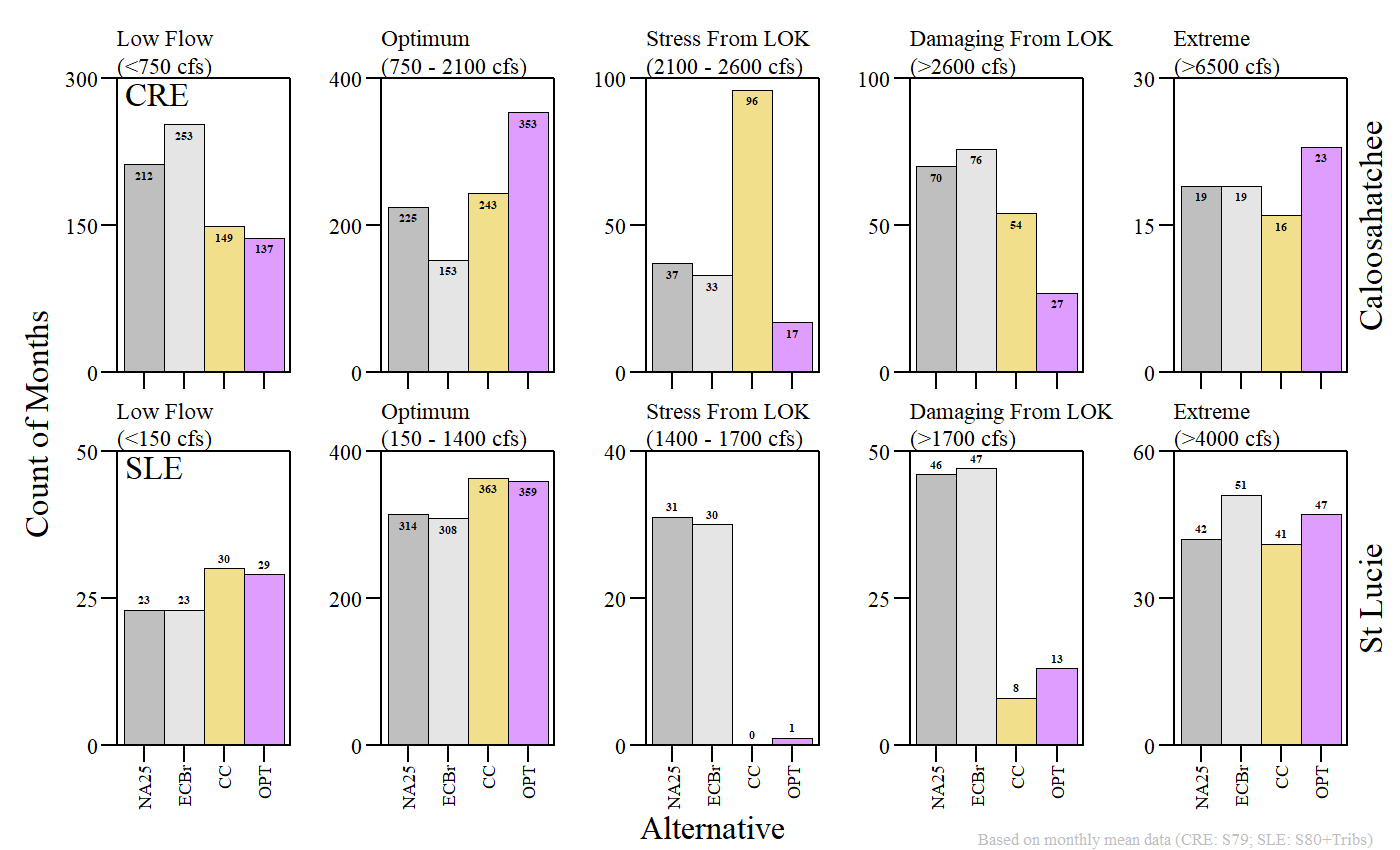 Low Flow
(<750 cfs)
Optimum
(750 - 2100 cfs)
Stress From LOK
(2100 - 2600 cfs)
Damaging From LOK
(>2600 cfs)
Extreme
(>6500 cfs)
300
150
0
CRE
212
253
149
137
400
200
0
225
153
243
353
100
50
0
37
33
96
17
100
50
0
70
76
54
27
30
15
0
19
19
16
23
Caloosahatchee
Count of Months
Low Flow
(<150 cfs)
Optimum
(150 - 1400 cfs)
Stress From LOK
(1400 - 1700 cfs)
Damaging From LOK
(>1700 cfs)
Extreme
(>4000 cfs)
50
25
0
SLE
23
23
30
29
400
200
0
314
308
363
359
40
20
0
31
30
0
1
50
25
0
46
47
8
13
60
30
0
42
51
41
47
St Lucie
NA25
ECBr
CC
OPT
NA25
ECBr
CC
OPT
NA25
ECBr
CC
OPT
NA25
ECBr
CC
OPT
NA25
ECBr
CC
OPT
Alternative
Based on monthly mean data (CRE: S79; SLE: S80+Tribs)